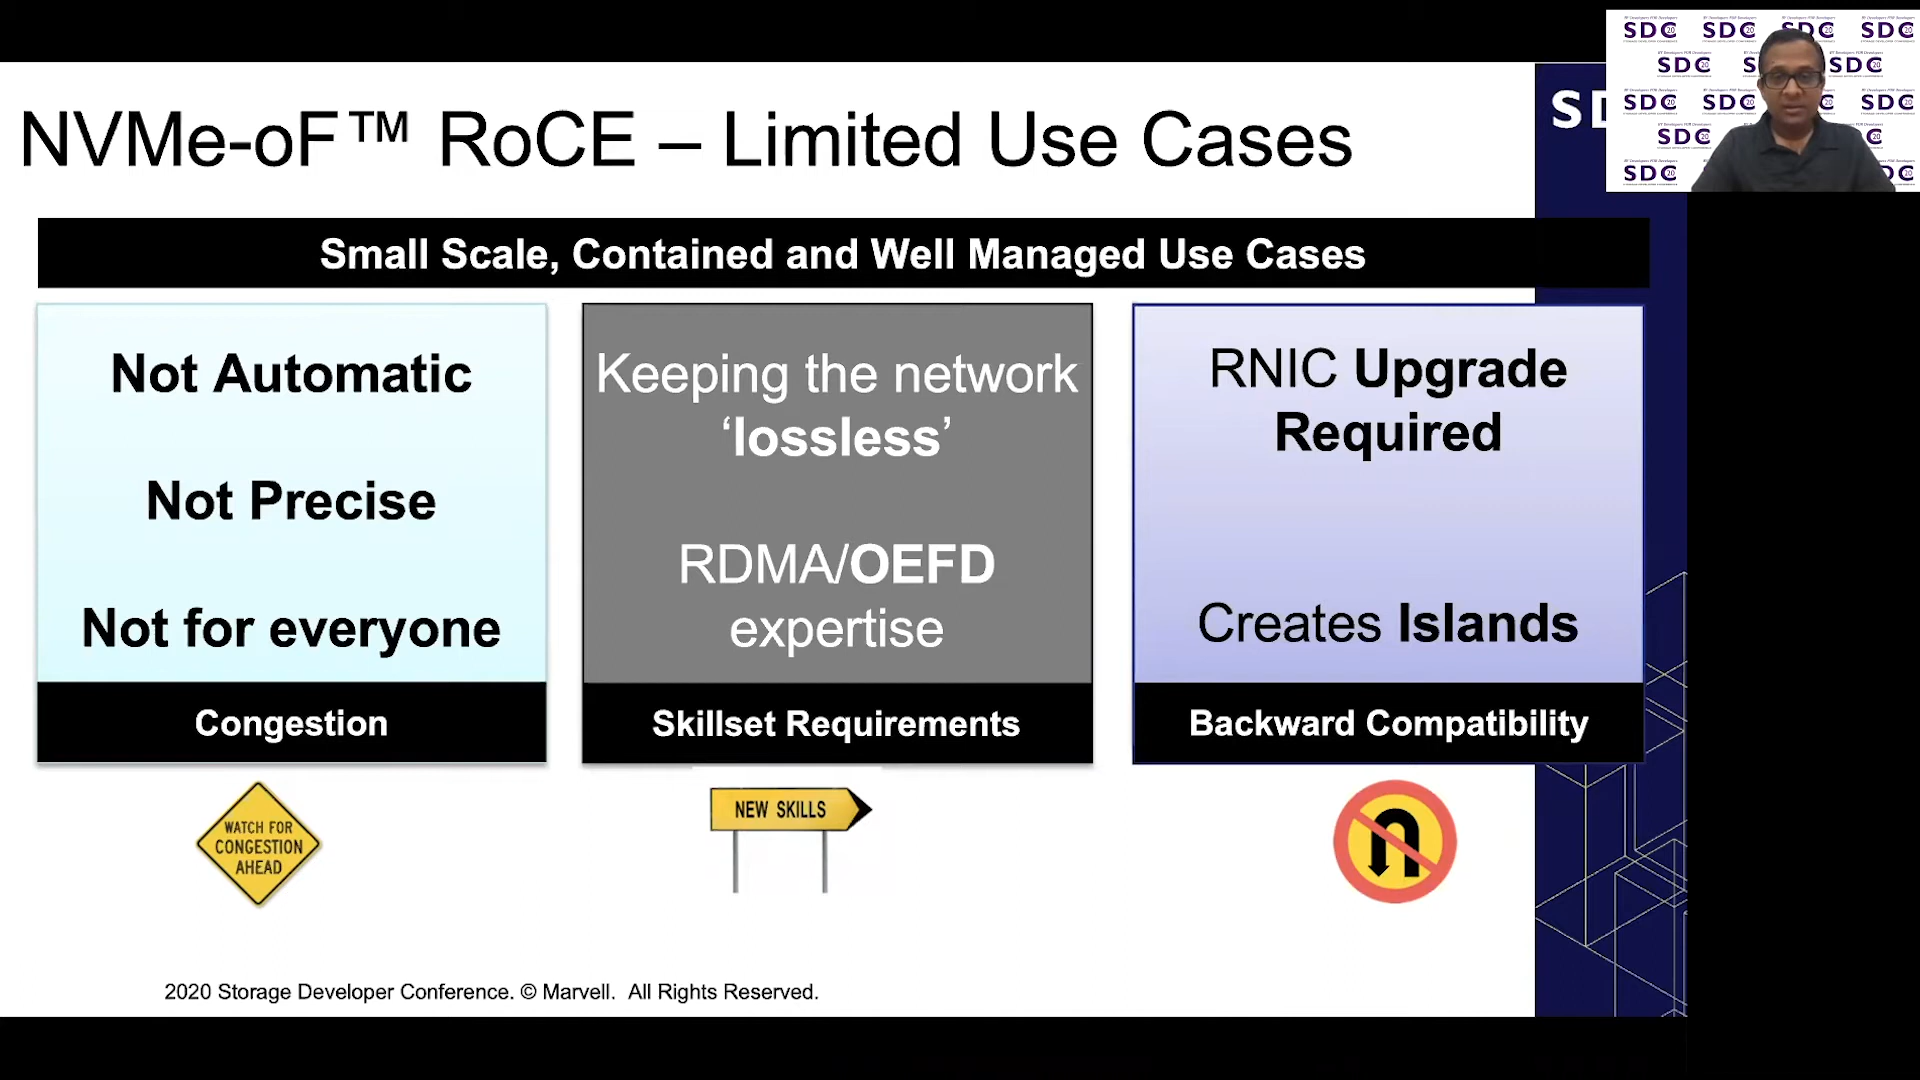 NVMe-oF™ RoCE – Limited Use Cases
Small Scale, Contained and Well Managed Use Cases
Not Automatic
Not Precise
Not for everyone
Congestion
Keeping the network
‘lossless’
RDMA/OEFD
expertise
Skillset Requirements
RNIC Upgrade
Required
Creates Islands
Backward Compatibility
WATCH FOR
CONGESTION
AHEAD
NEW SKILLS
2020 Storage Developer Conference. © Marvell. All Rights Reserved.
SDC 20